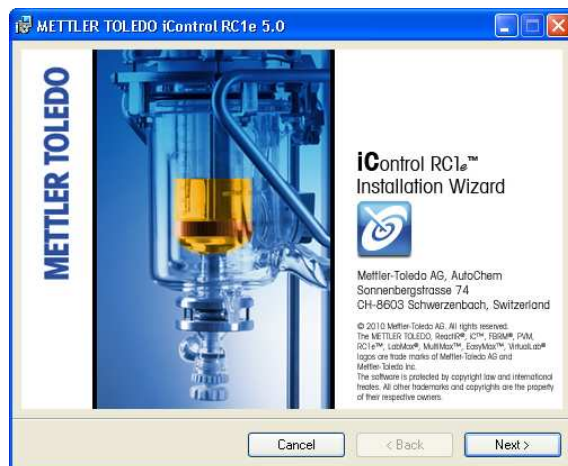 METTLER TOLEDO iControl RC1e 5.0
METTLER TOLEDO
iControl RC1e™
Installation Wizard
Mettler-Toledo AG, AutoChem
Sonnenbergstrasse 74
CH-8603 Schwerzenbach, Switzerland
© 2010 Mettler-Toledo AG. All rights reserved.
The METTLER TOLEDO, ReactIR®, iC™, FBRM®, PVM,
RC1e™, LabMax®, MultiMax™, EasyMax™, VirtualLab®
logos are trade marks of Mettler-Toledo AG and
Mettler-Toledo Inc.
The software is protected by copyright law and international
treaties. All other trademarks and copyrights are the property
of their respective owners.
Cancel
< Back
Next >